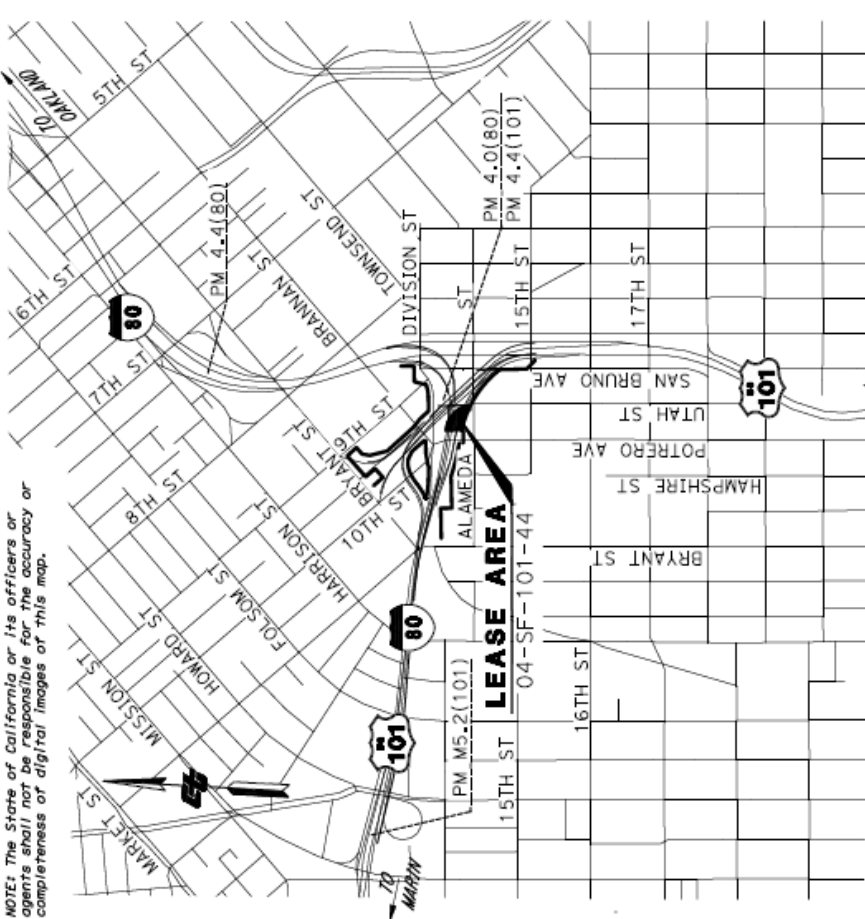 NOTE: The State of California or its officers or
agents shall not be responsible for the accuracy or
completeness of digital images of this map.
TO
OAKLAND
5TH ST
6TH ST
80
7TH ST
8TH ST
PM 4.4(80)
BRANNAN ST
TOWNSEND ST
DIVISION ST
PM 4.0(80)
PM 4.4(101)
ST
15TH ST
17TH ST
9TH ST
BRYANT ST
10TH ST
HARRISON ST
FOLSOM ST
HOWARD ST
MISSION ST
MARKET ST
SAN BRUNO AVE
UTAH ST
POTRERO AVE
HAMPSHIRE ST
BRYANT ST
101
ALAMEDA
LEASE AREA
04-SF-101-44
80
101
PM M5.2(101)
15TH ST
16TH ST
TO
MARIN